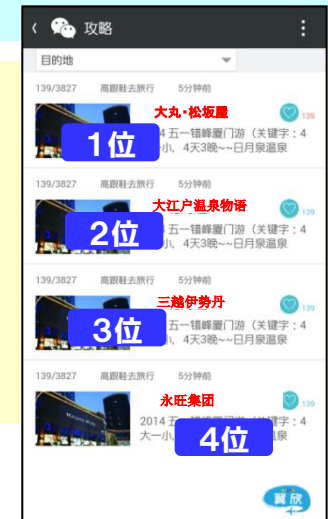 攻略
目的地
139/3827 高跟鞋去旅行 5分钟前
大丸·松坂屋
139
1位
4 五一错峰厦门游（关键字：4
小、4天3晚~~日月泉温泉
139/3827 高跟鞋去旅行 5分钟前
大江户温泉物语
139
2位
五一错峰厦门游（关键字：4
小、4天3晚~~日月泉温泉
139/3827 高跟鞋去旅行 5分钟前
三越伊势丹
139
3位
五一错峰厦门游（关键字：4
小、4天3晚~~日月泉温泉
139/3827 高跟鞋去旅行 5分钟前
永旺集团
139
2014 五一错峰厦门游（关键字：4
大一小、
4位
泉
翼欣